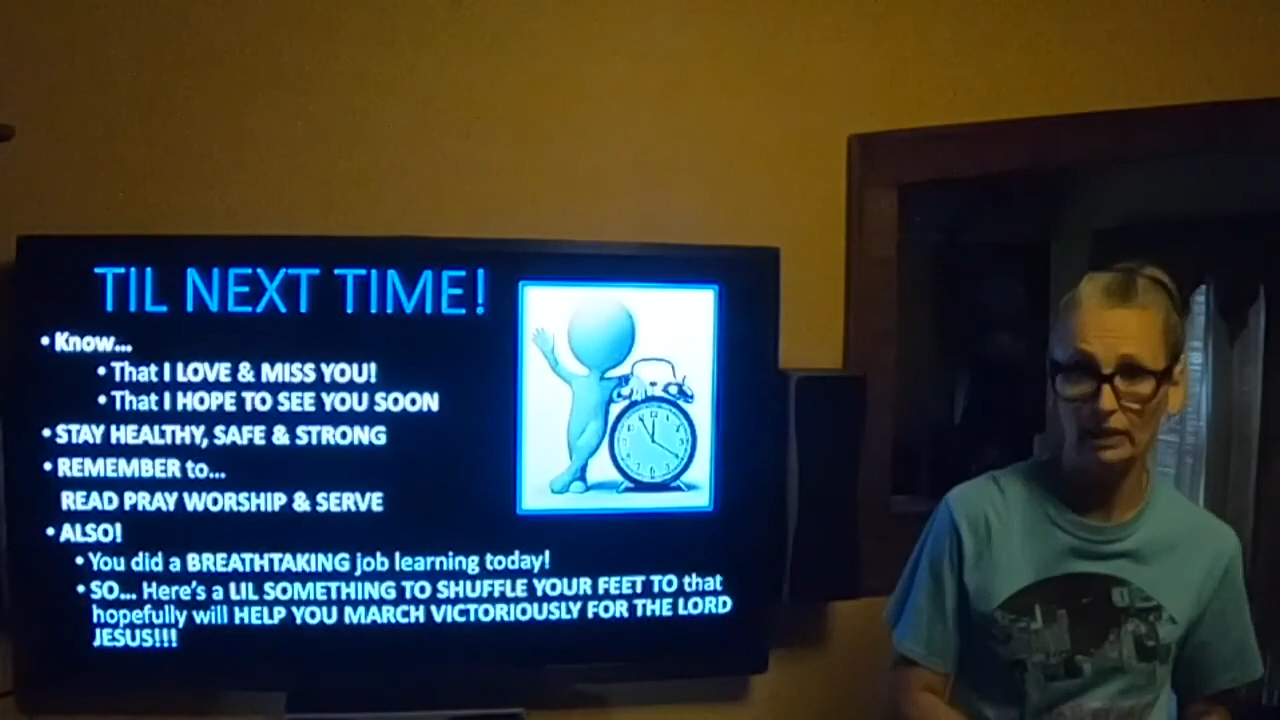 TIL NEXT TIME!
• Know...
• That I LOVE & MISS YOU!
• That I HOPE TO SEE YOU SOON
• STAY HEALTHY, SAFE & STRONG
• REMEMBER to...
READ PRAY WORSHIP & SERVE
• ALSO!
• You did a BREATHTAKING job learning today!
• SO... Here's a LIL SOMETHING TO SHUFFLE YOUR FEET TO that
hopefully will HELP YOU MARCH VICTORIOUSLY FOR THE LORD
JESUS!!!